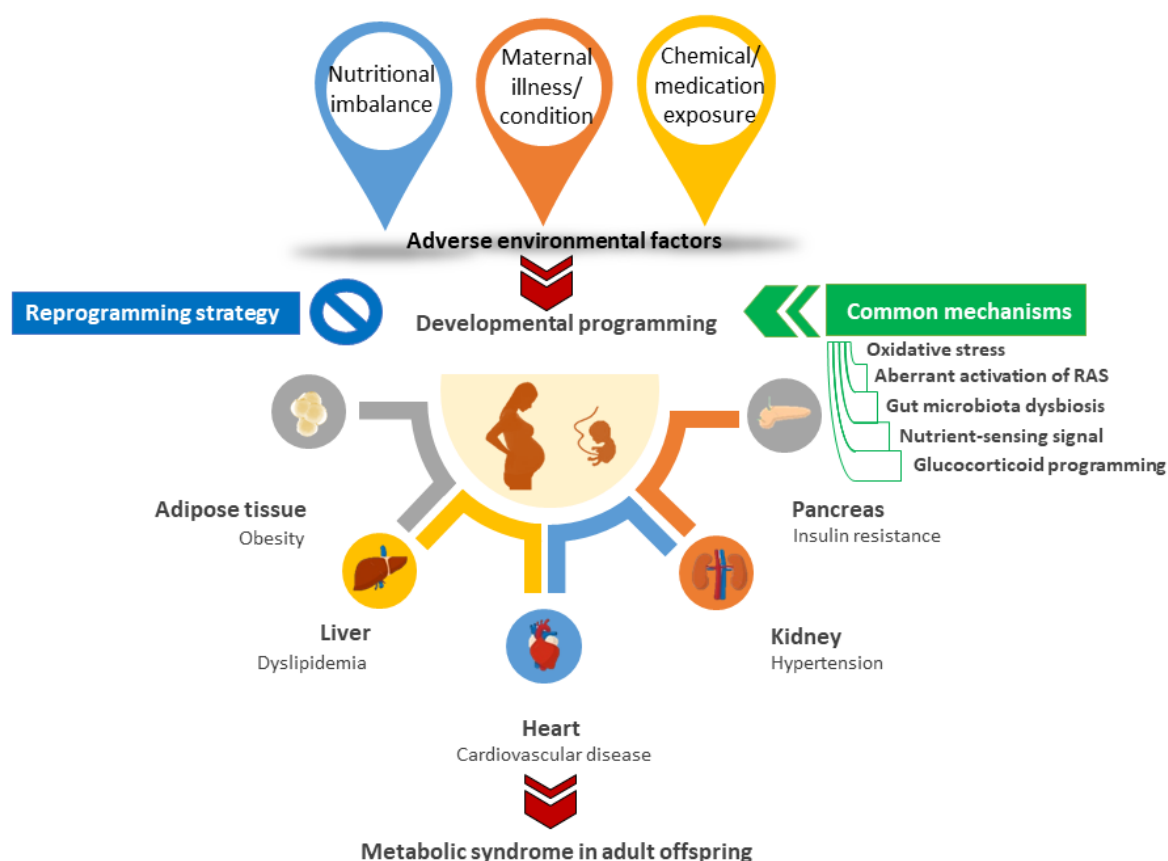 Nutritional
imbalance
Maternal
illness/
condition
Chemical/
medication
exposure
Adverse environmental factors
Reprogramming strategy
Developmental programming
Common mechanisms
Oxidative stress
Aberrant activation of RAS
Gut microbiota dysbiosis
Nutrient-sensing signal
Glucocorticoid programming
Adipose tissue
Obesity
Pancreas
Insulin resistance
Liver
Dyslipidemia
Kidney
Hypertension
Heart
Cardiovascular disease
Metabolic syndrome in adult offspring